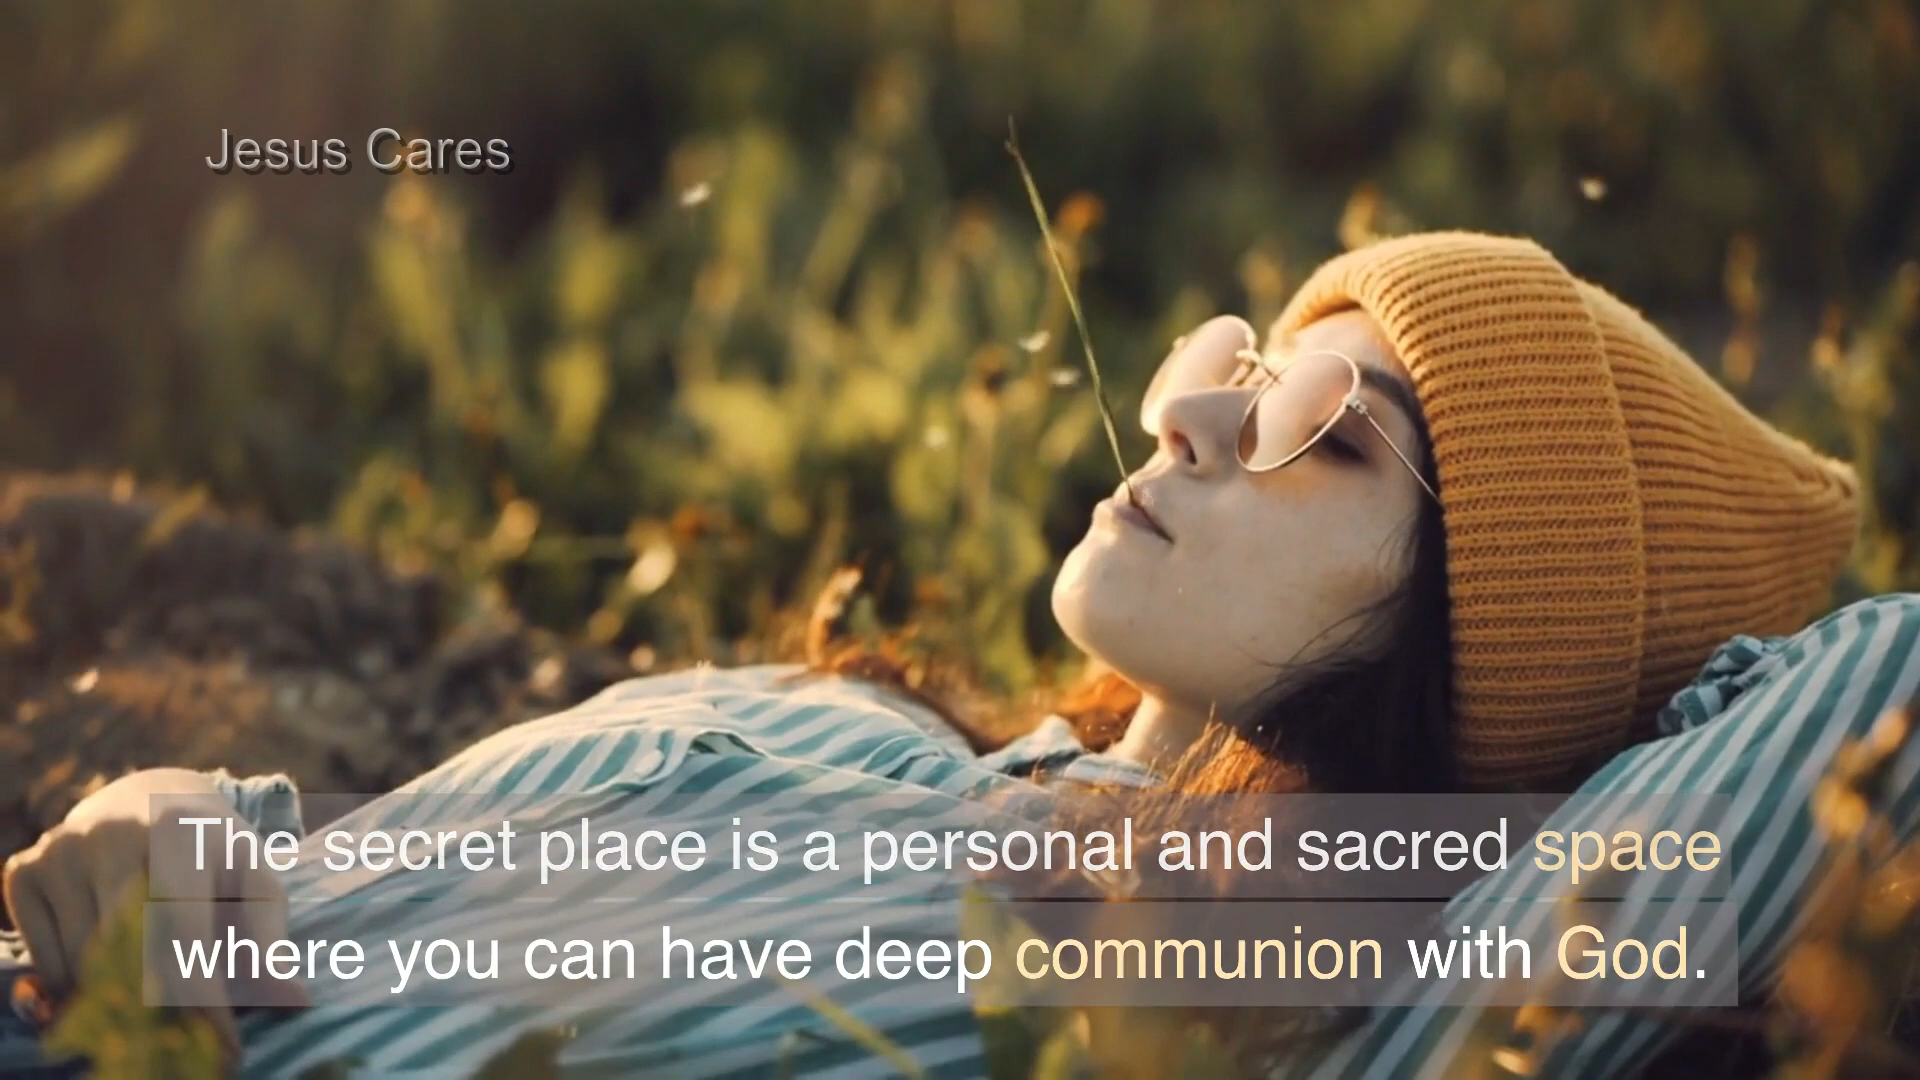 Jesus Cares
The secret place is a personal and sacred space
where you can have deep communion with God.